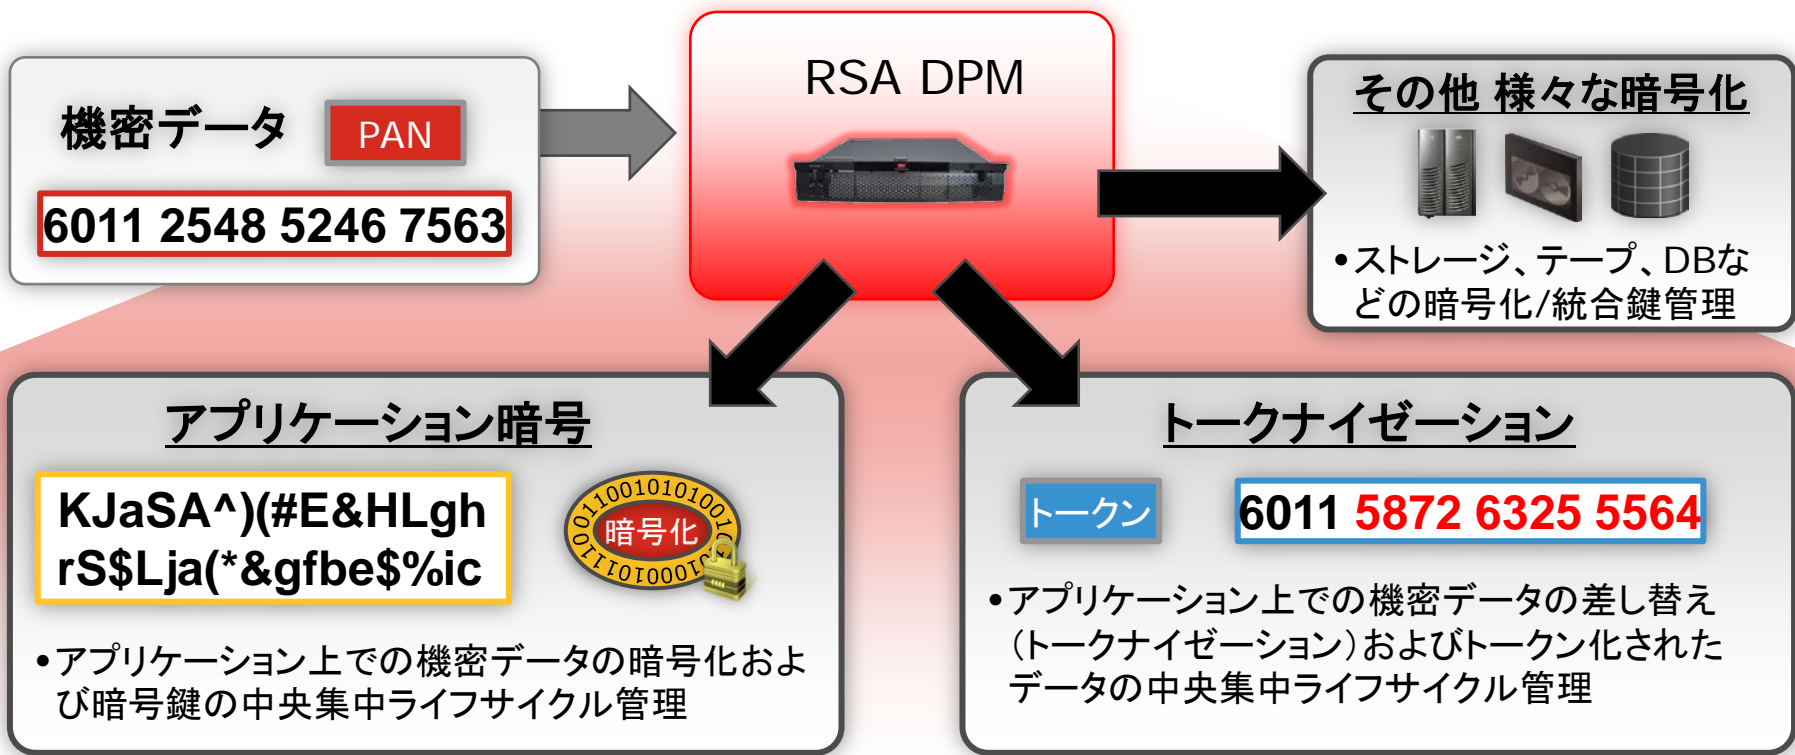 機密データ
PAN
6011 2548 5246 7563
RSA DPM
その他 様々な暗号化
•ストレージ、テープ、DBな
どの暗号化/統合鍵管理
アプリケーション暗号
KJaSA^)(#E&HLgh
rS$Lja(*&gfbe$%ic
暗号化
•アプリケーション上での機密データの暗号化およ
び暗号鍵の中央集中ライフサイクル管理
トークナイゼーション
トークン
6011 5872 6325 5564
•アプリケーション上での機密データの差し替え
（トークナイゼーション）およびトークン化された
データの中央集中ライフサイクル管理